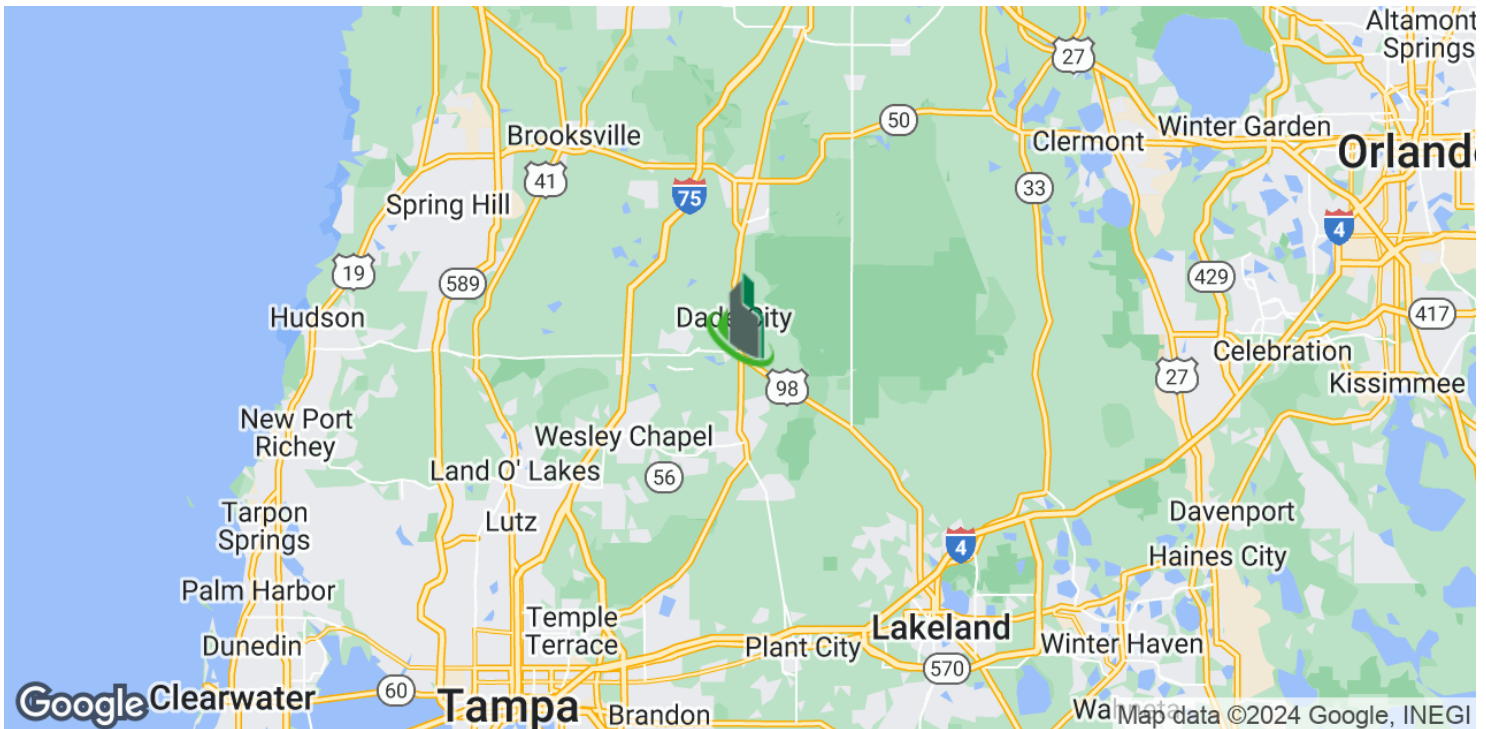 Altamont
Springs
27
50
Brooksville
Clermont
Winter Garden
Orlando
41
75
33
Spring Hill
4
19
589
429
Hudson
Dade City
417
Celebration
27
Kissimmee
98
New Port
Richey
Wesley Chapel
Land O' Lakes
56
Tarpon
Springs
Lutz
Davenport
4
Haines City
Palm Harbor
Temple
Terrace
Dunedin
Lakeland
Plant City
Winter Haven
570
Google
Clearwater
60
Tampa
Brandon
Map data ©2024 Google, INEGI